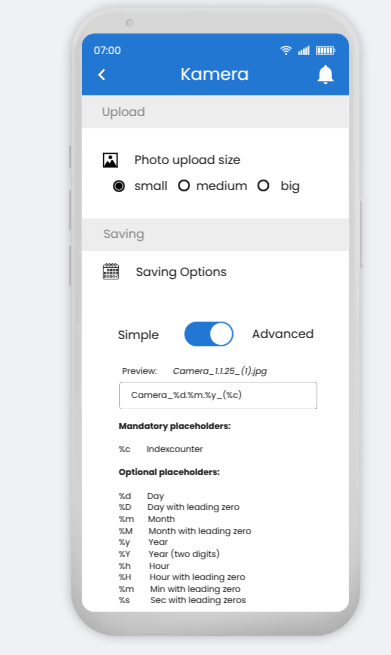 07:00
Kamera
Upload
Photo upload size
small medium big
Saving
Saving Options
Simple Advanced
Preview: Camera_1.1.25_(1).jpg
Camera_%d.%m.%y_(%c)
Mandatory placeholders:
%c Indexcounter
Optional placeholders:
%d Day
%D Day with leading zero
%m Month
%M Month with leading zero
%y Year
%Y Year (two digits)
%h Hour
%H Hour with leading zero
%m Min with leading zero
%s Sec with leading zeros